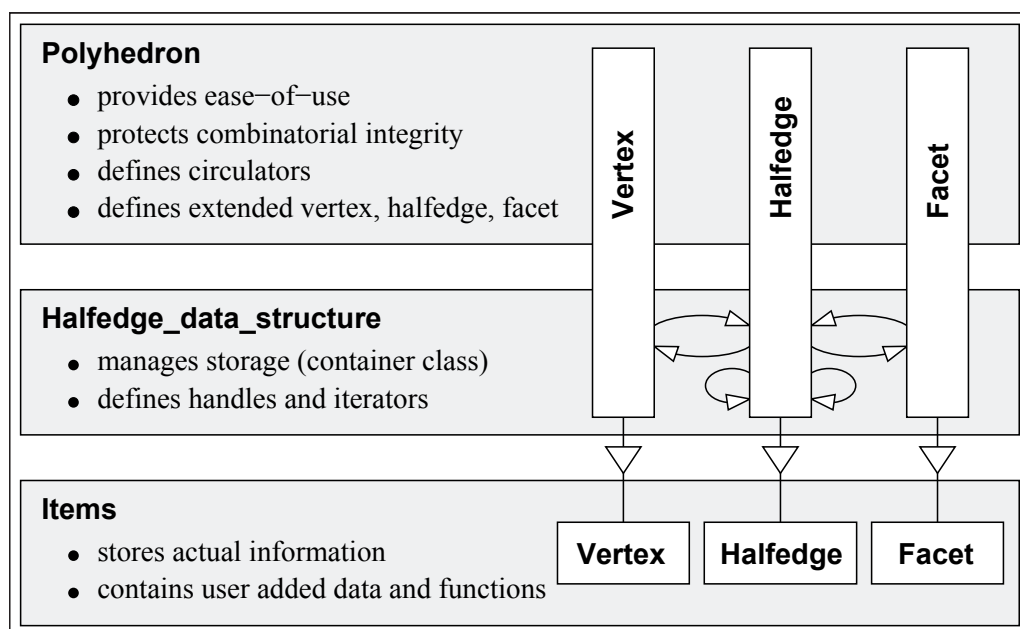 Polyhedron
● provides ease−of−use
● protects combinatorial integrity
● defines circulators
● defines extended vertex, halfedge, facet
Vertex
Halfedge
Facet
Halfedge_data_structure
● manages storage (container class)
● defines handles and iterators
Items
● stores actual information
● contains user added data and functions
Vertex
Halfedge
Facet